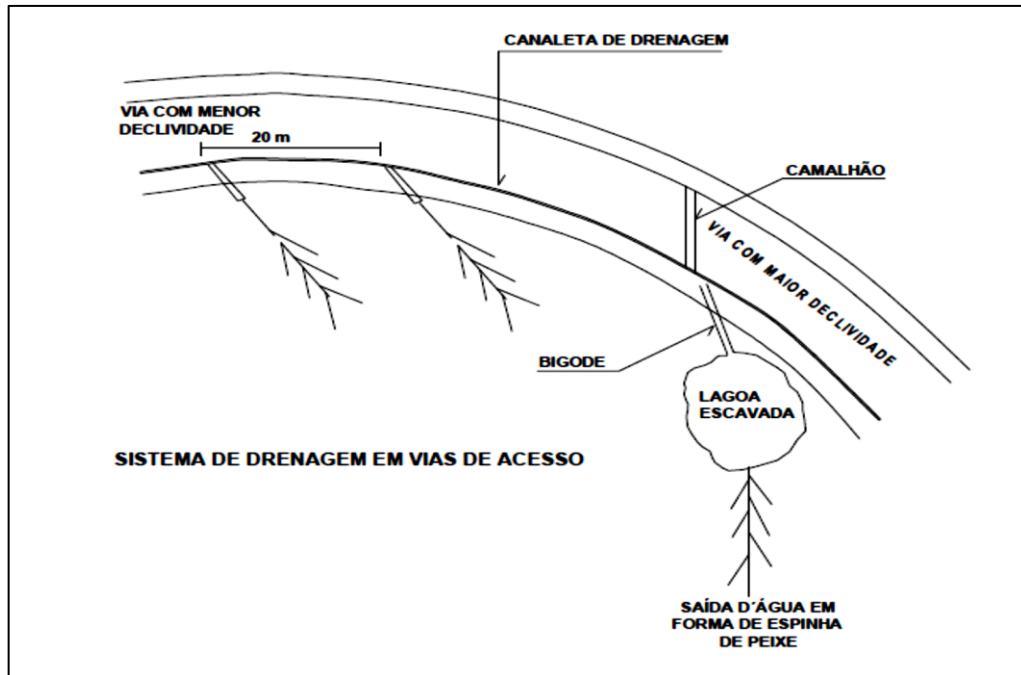 CANALETA DE DRENAGEM
VIA COM MENOR
DECLIVIDADE
20 m
CAMALHÃO
VIA COM MAIOR DECLIVIDADE
BIGODE
LAGOA
ESCAVADA
SISTEMA DE DRENAGEM EM VIAS DE ACESSO
SAÍDA D´ÁGUA EM
FORMA DE ESPINHA
DE PEIXE